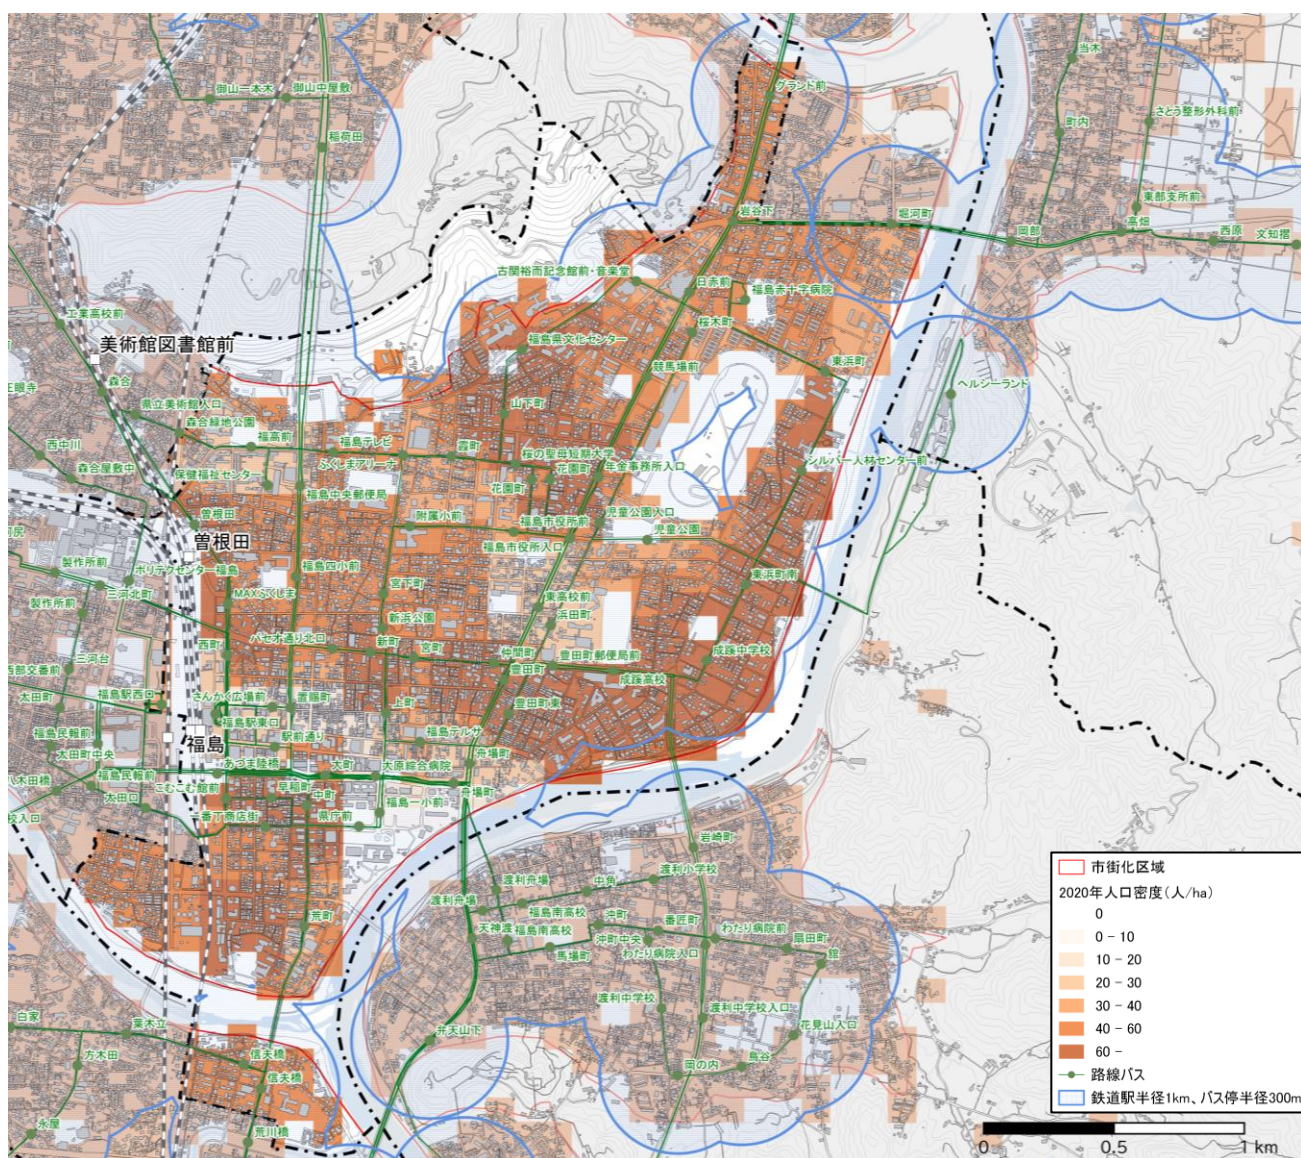 当木
グランド前
御山一本木
御山中屋敷
さとう整形外科前
稲荷田
町内
東部支所前
岩谷下
堀河町
高畑
岡部
西原
文知摺
古関裕而記念館前・音楽堂
日赤前
福島赤十字病院
工業高校前
桜木町
福島県文化センター
美術館図書館前
競馬場前
東浜町
ヘルシーランド
森合
県立美術館入口
山下町
森合緑地公園
福高前
福島テレビ
霞町
桜の聖母短期大学
西中川
ふくしまアリーナ
花園町
年金事務所入口
シルバー人材センター前
森合屋敷中
保健福祉センター
花園町
福島中央郵便局
児童公園入口
曽根田
附属小前
福島市役所前
児童公園
曽根田
福島市役所入口
製作所前
ポリテクセンター福島
福島四小前
東浜町南
三河北町
MAXふくしま
宮下町
製作所前
東高校前
新浜公園
浜田町
パセオ通り北口
西町
新町
宮町
仲間町
豊田町郵便局前
成蹊中学校
西部交番前
三河台
豊田町
成蹊高校
太田町
福島駅西口
さんかく広場前
置賜町
上町
豊田町東
福島駅東口
福島民報前
福島
駅前通り
福島テルサ
太田町中央
舟場町
あづま陸橋
大町
大原綜合病院
八木田橋
福島民報前
こむこむ館前
早稲町
舟場町
太田口
中町
福島一小前
二番丁商店街
県庁前
岩崎町
市街化区域
渡利小学校
渡利舟場
中角
2020年人口密度（人/ha）
渡利舟場
福島南高校
0
荒町
沖町
番匠町
0 - 10
天神渡
福島南高校
沖町中央
わたり病院前
扇田町
10 - 20
馬場町
わたり病院入口
舘
20 - 30
渡利中学校
渡利中学校入口
30 - 40
白家
葉木立
弁天山下
花見山入口
40 - 60
方木田
信夫橋
60 -
信夫橋
岡の内
鳥谷
路線バス
鉄道駅半径1km、バス停半径300m
永屋
荒川橋
0 0.5 1 km